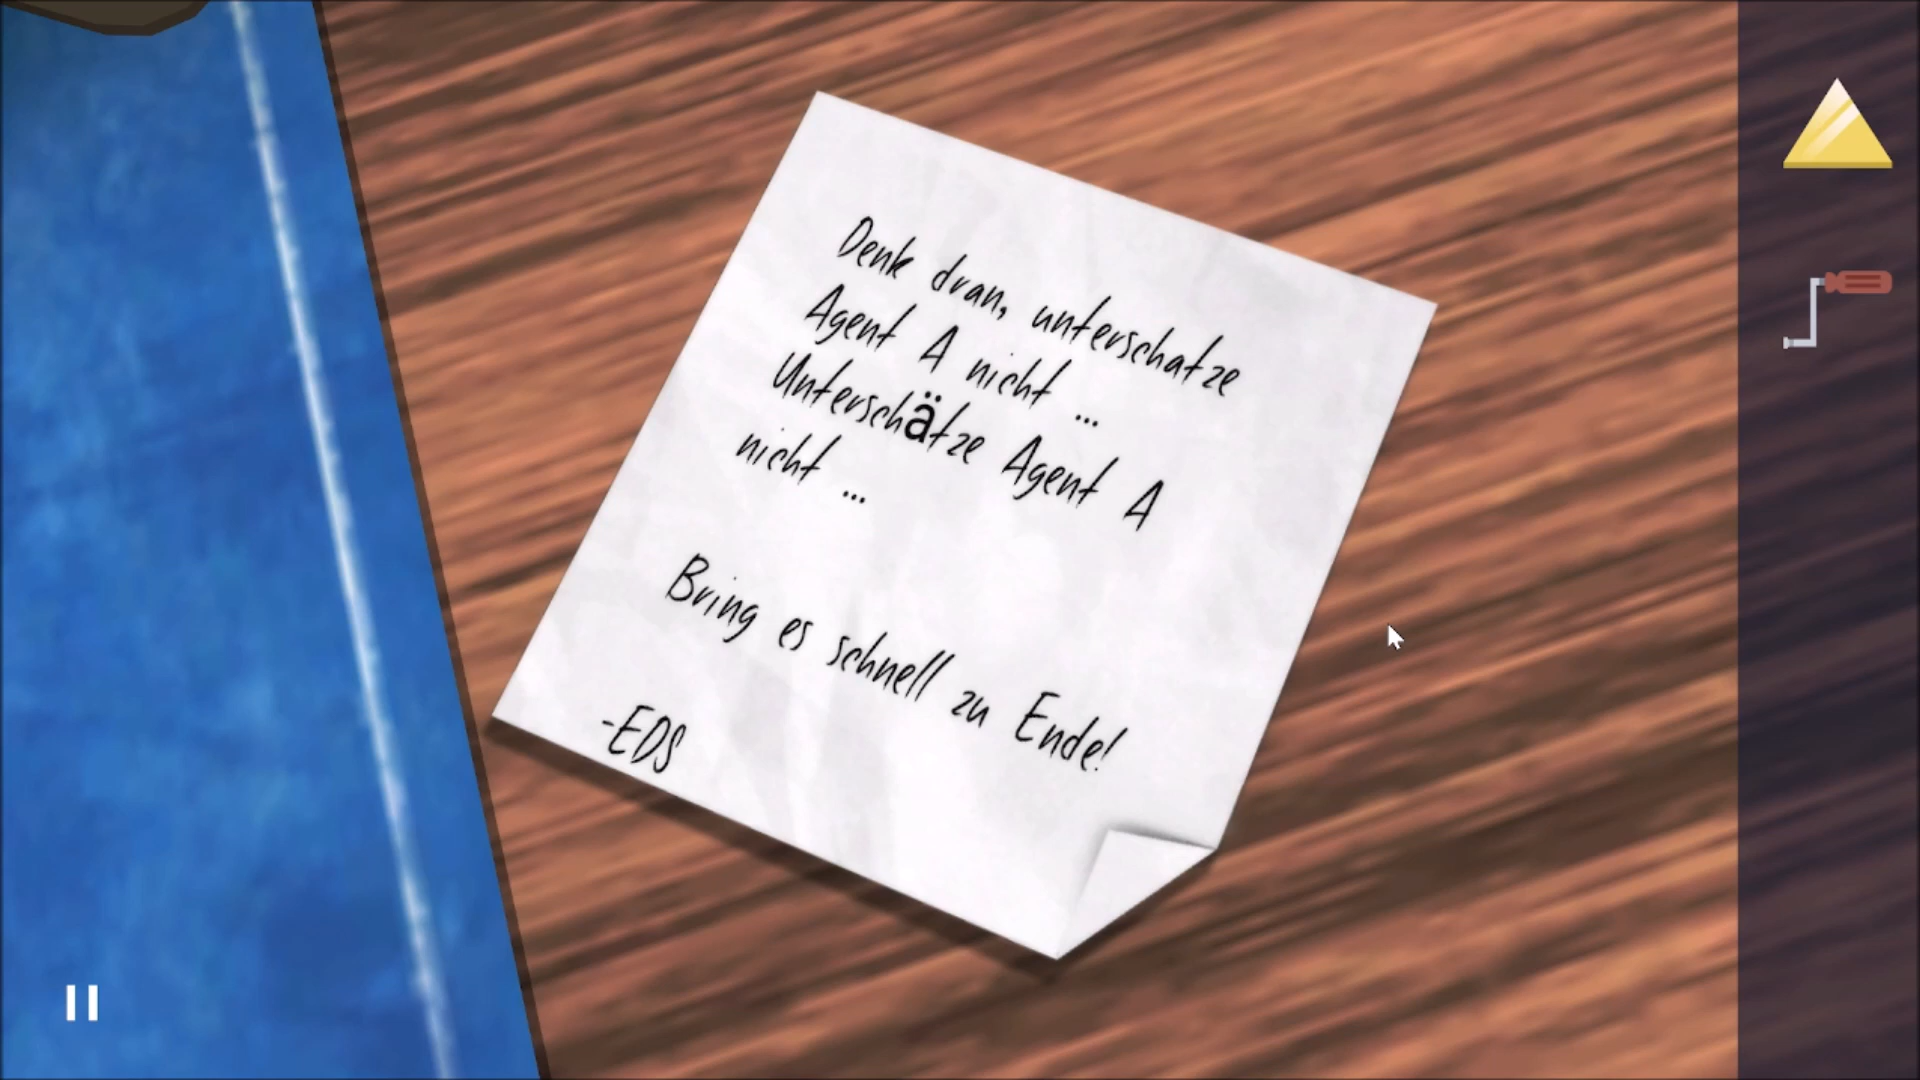 Denk dran, unterschatze
Agent A nicht ...
Unterschätze Agent A
nicht ...
Bring es schnell zu Ende!
-EDS